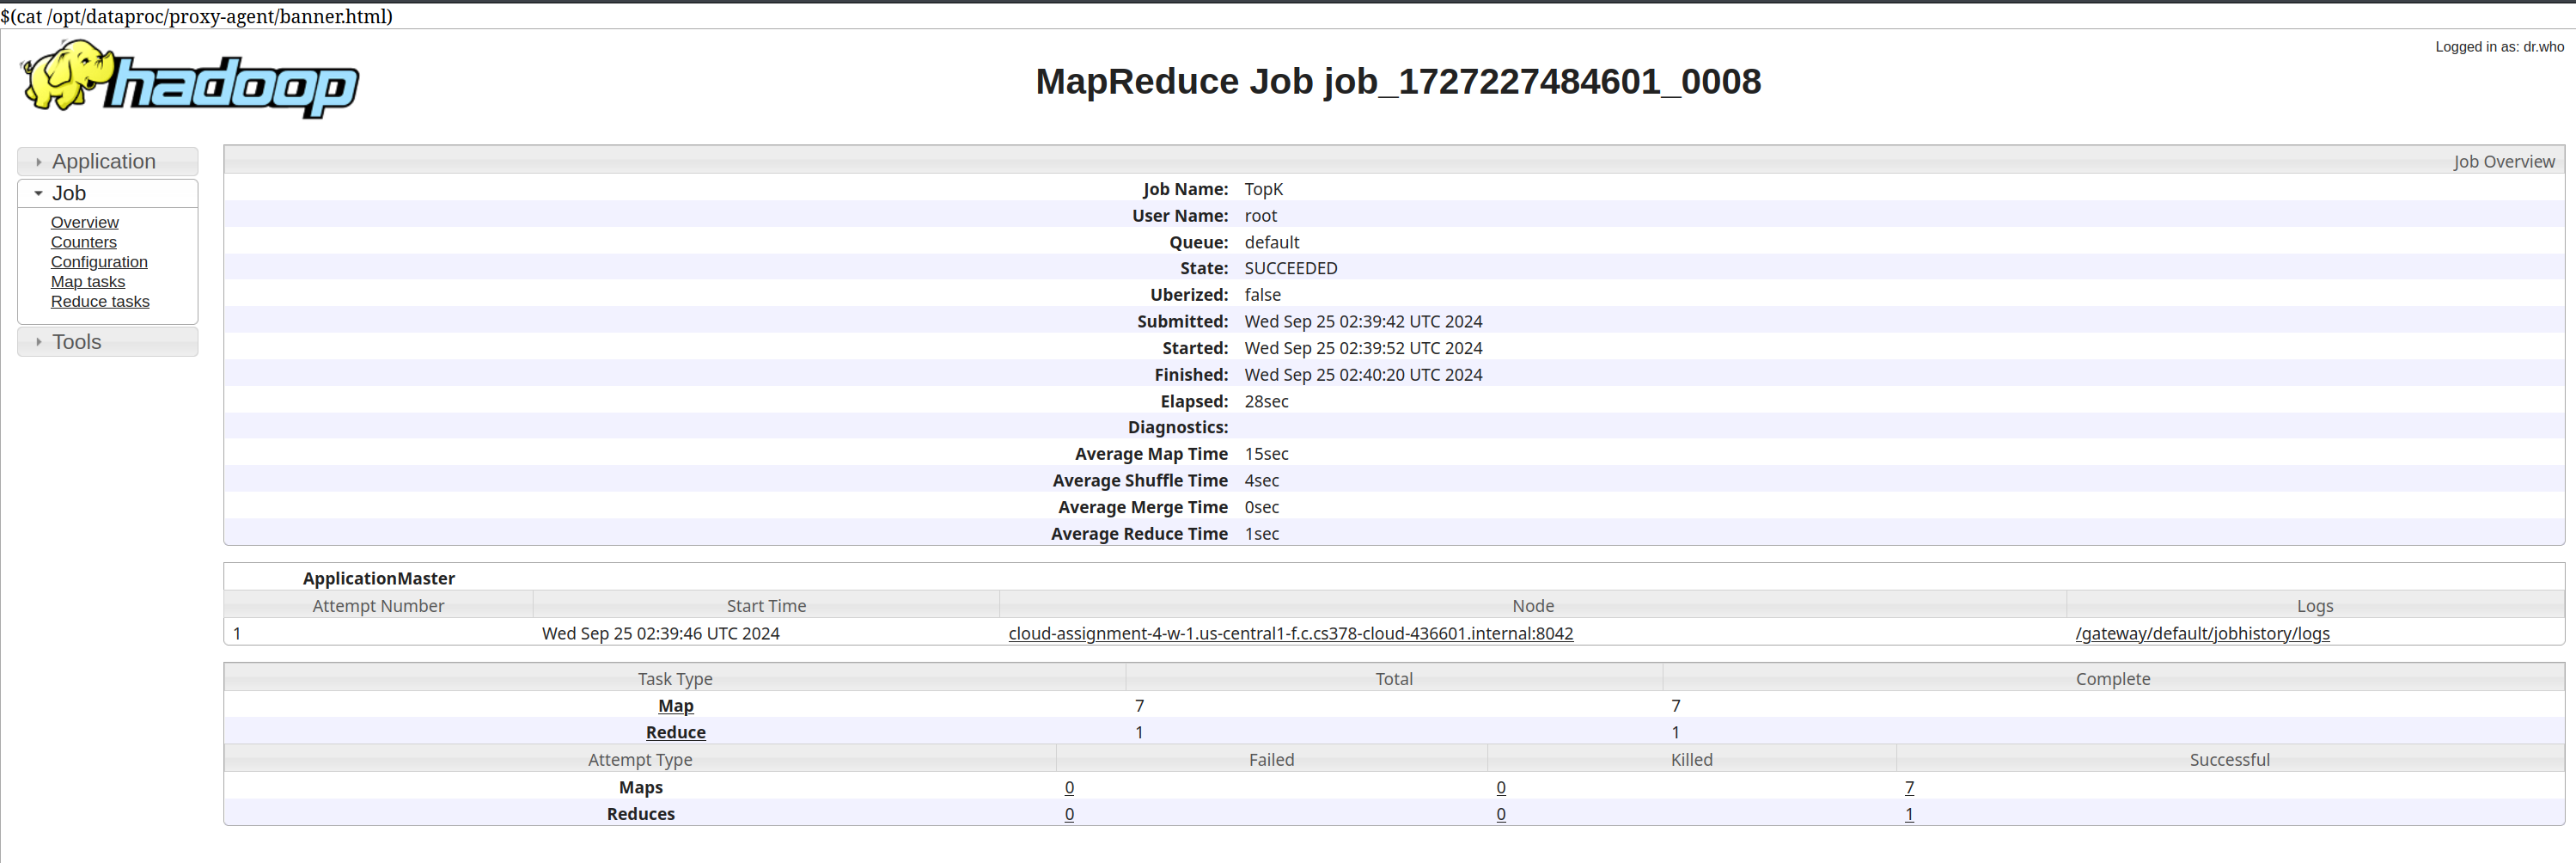 $(cat /opt/dataproc/proxy-agent/banner.html)
hadoop
Logged in as: dr.who
MapReduce Job job_1727227484601_0008
Application
Job
Overview
Counters
Configuration
Map tasks
Reduce tasks
Tools
Job Overview
Job Name: TopK
User Name: root
Queue: default
State: SUCCEEDED
Uberized: false
Submitted: Wed Sep 25 02:39:42 UTC 2024
Started: Wed Sep 25 02:39:52 UTC 2024
Finished: Wed Sep 25 02:40:20 UTC 2024
Elapsed: 28sec
Diagnostics:
Average Map Time 15sec
Average Shuffle Time 4sec
Average Merge Time 0sec
Average Reduce Time 1sec
ApplicationMaster
Attempt Number Start Time Node Logs
1 Wed Sep 25 02:39:46 UTC 2024 cloud-assignment-4-w-1.us-central1-f.c.cs378-cloud-436601.internal:8042 /gateway/default/jobhistory/logs
Task Type Total Complete
Map 7 7
Reduce 1 1
Attempt Type Failed Killed Successful
Maps 0 0 7
Reduces 0 0 1